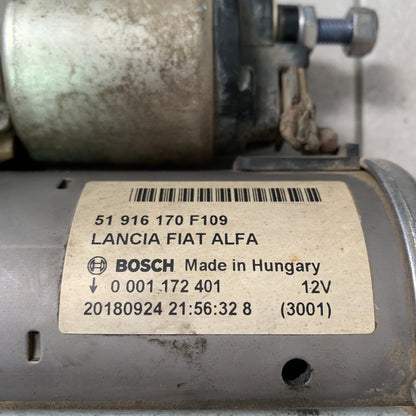 51 916 170 F109
LANCIA FIAT ALFA
BOSCH Made in Hungary
0 001 172 401 12V
20180924 21:56:32 8 (3001)